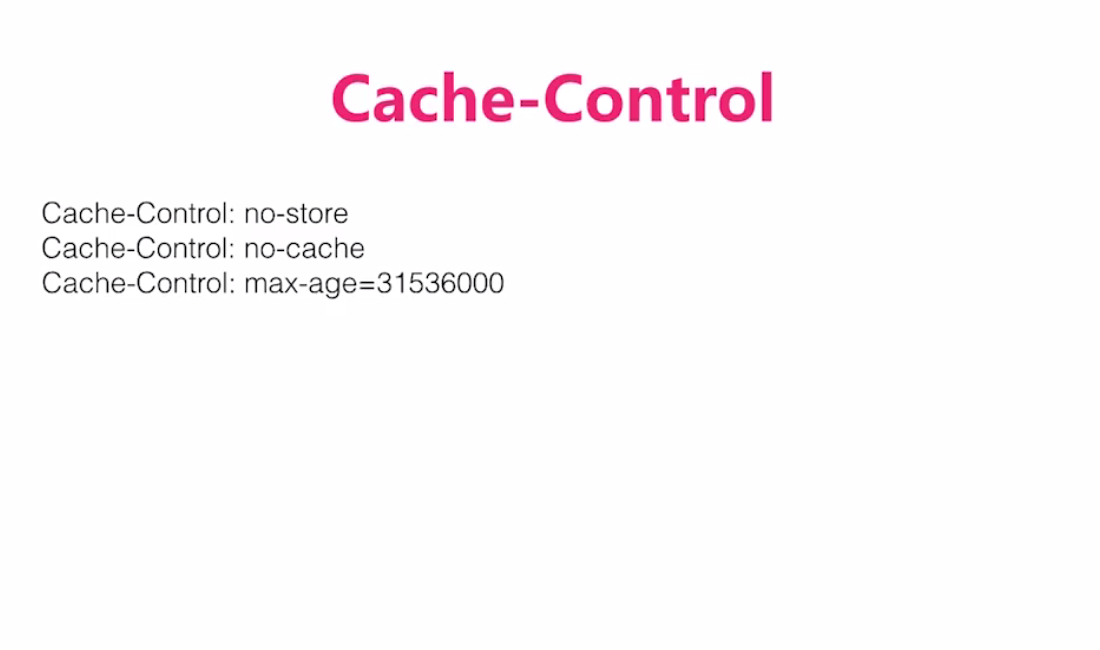 Cache-Control
Cache-Control: no-store
Cache-Control: no-cache
Cache-Control: max-age=31536000